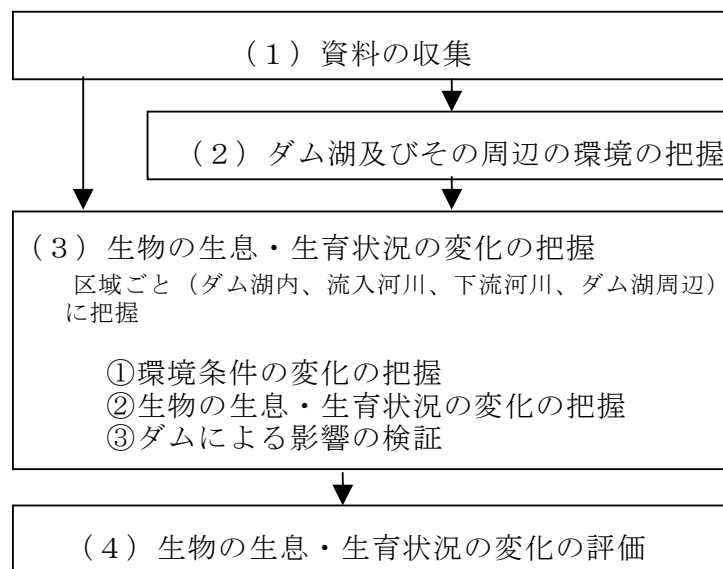 （１）資料の収集
（２）ダム湖及びその周辺の環境の把握
（３）生物の生息・生育状況の変化の把握
区域ごと（ダム湖内、流入河川、下流河川、ダム湖周辺）
に把握
①環境条件の変化の把握
②生物の生息・生育状況の変化の把握
③ダムによる影響の検証
（４）生物の生息・生育状況の変化の評価